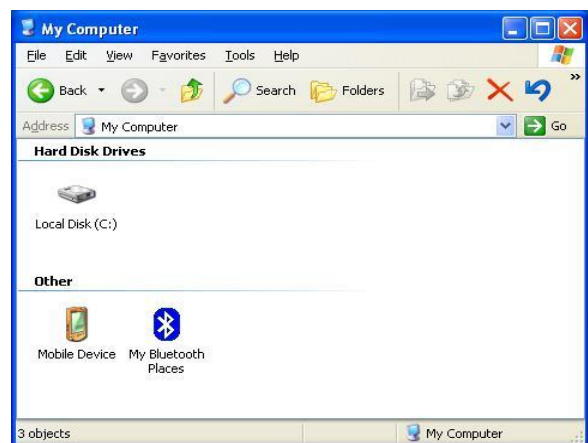 My Computer
File Edit View Favorites Tools Help
Back Search Folders »
Address My Computer Go
Hard Disk Drives
Local Disk (C:)
Other
Mobile Device My Bluetooth
Places
3 objects My Computer